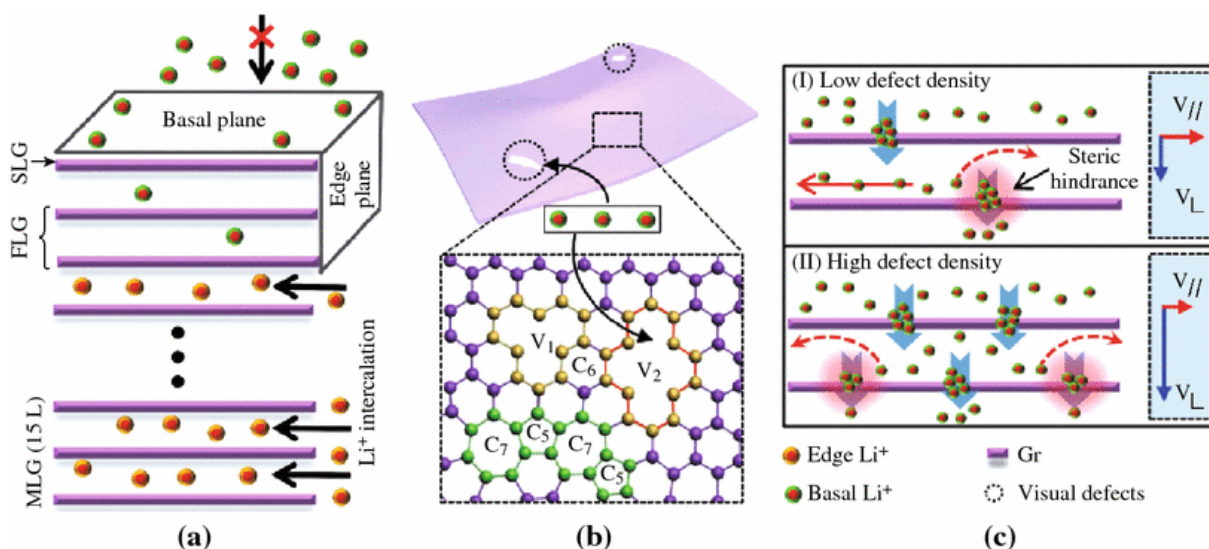 Basal plane
Edge plane
SLG
FLG
MLG (15 L)
Li⁺ intercalation
(a)
V₁
C₆
V₂
C₇
C₅
C₇
C₅
(b)
(I) Low defect density
Steric
hindrance
V//
V∟
(II) High defect density
V//
V∟
Edge Li⁺
Gr
Basal Li⁺
Visual defects
(c)